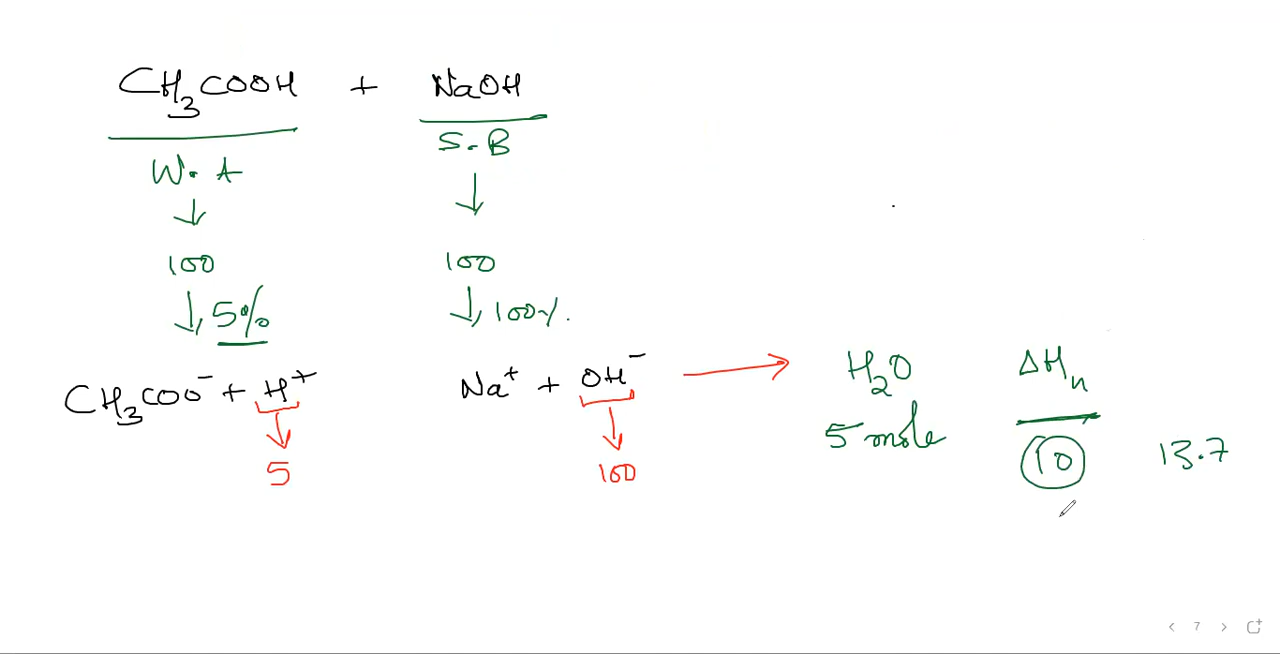 CH3COOH + NaOH
W.A S.B
100 100
5% 100%.
CH3COO⁻ + H⁺ Na⁺ + OH⁻ H2O ΔHn
5 100 5 mole 10 13.7
7